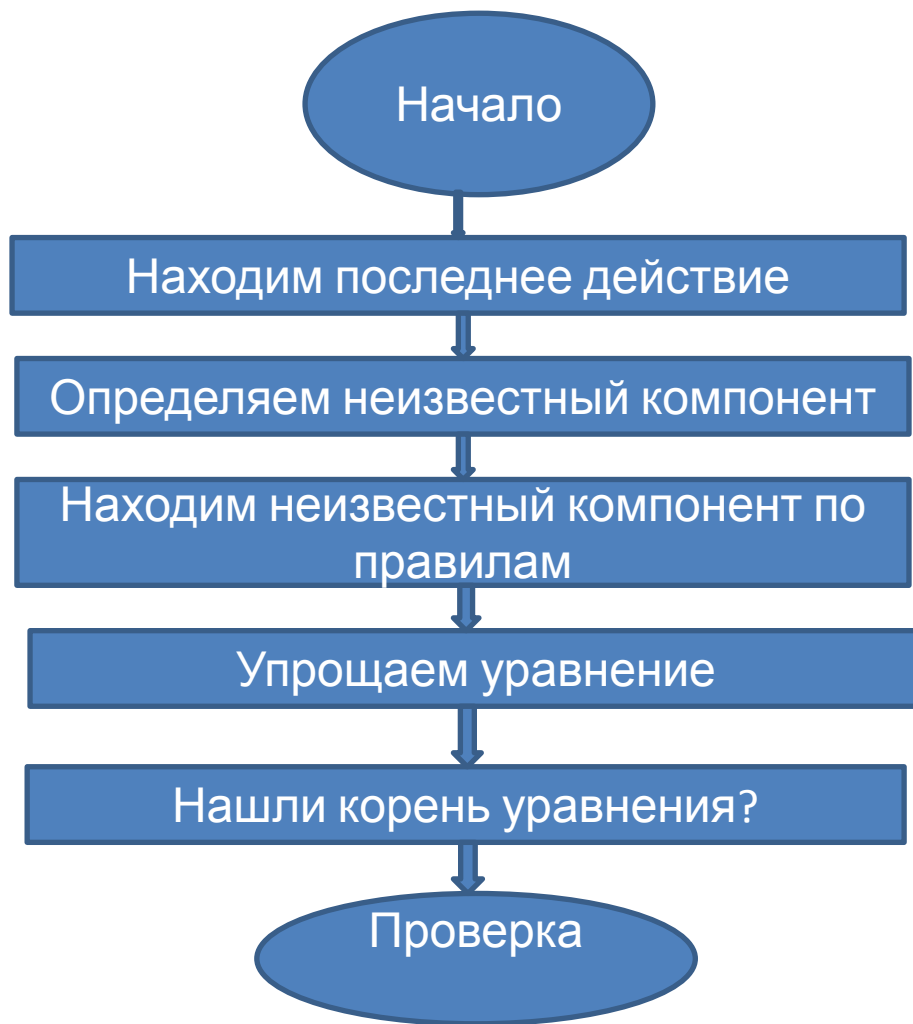 Начало
Находим последнее действие
Определяем неизвестный компонент
Находим неизвестный компонент по
правилам
Упрощаем уравнение
Нашли корень уравнения?
Проверка